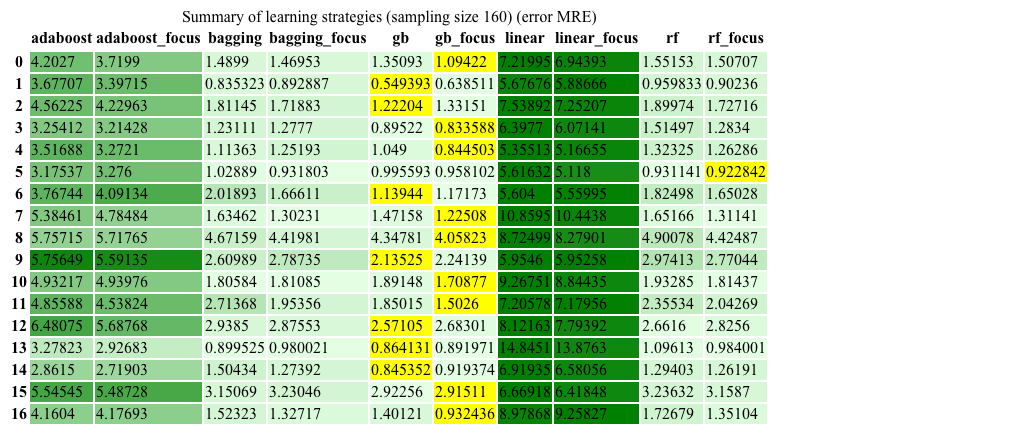 Summary of learning strategies (sampling size 160) (error MRE)
adaboost adaboost_focus bagging bagging_focus gb gb_focus linear linear_focus rf rf_focus
0 4.2027 3.7199 1.4899 1.46953 1.35093 1.09422 7.21995 6.94393 1.55153 1.50707
1 3.67707 3.39715 0.835323 0.892887 0.549393 0.638511 5.67676 5.88666 0.959833 0.90236
2 4.56225 4.22963 1.81145 1.71883 1.22204 1.33151 7.53892 7.25207 1.89974 1.72716
3 3.25412 3.21428 1.23111 1.2777 0.89522 0.833588 6.3977 6.07141 1.51497 1.2834
4 3.51688 3.2721 1.11363 1.25193 1.049 0.844503 5.35513 5.16655 1.32325 1.26286
5 3.17537 3.276 1.02889 0.931803 0.995593 0.958102 5.61632 5.118 0.931141 0.922842
6 3.76744 4.09134 2.01893 1.66611 1.13944 1.17173 5.604 5.55995 1.82498 1.65028
7 5.38461 4.78484 1.63462 1.30231 1.47158 1.22508 10.8595 10.4438 1.65166 1.31141
8 5.75715 5.71765 4.67159 4.41981 4.34781 4.05823 8.72499 8.27901 4.90078 4.42487
9 5.75649 5.59135 2.60989 2.78735 2.13525 2.24139 5.9546 5.95258 2.97413 2.77044
10 4.93217 4.93976 1.80584 1.81085 1.89148 1.70877 9.26751 8.84435 1.93285 1.81437
11 4.85588 4.53824 2.71368 1.95356 1.85015 1.5026 7.20578 7.17956 2.35534 2.04269
12 6.48075 5.68768 2.9385 2.87553 2.57105 2.68301 8.12163 7.79392 2.6616 2.8256
13 3.27823 2.92683 0.899525 0.980021 0.864131 0.891971 14.8451 13.8763 1.09613 0.984001
14 2.8615 2.71903 1.50434 1.27392 0.845352 0.919374 6.91935 6.58056 1.29403 1.26191
15 5.54545 5.48728 3.15069 3.23046 2.92256 2.91511 6.66918 6.41848 3.23632 3.1587
16 4.1604 4.17693 1.52323 1.32717 1.40121 0.932436 8.97868 9.25827 1.72679 1.35104